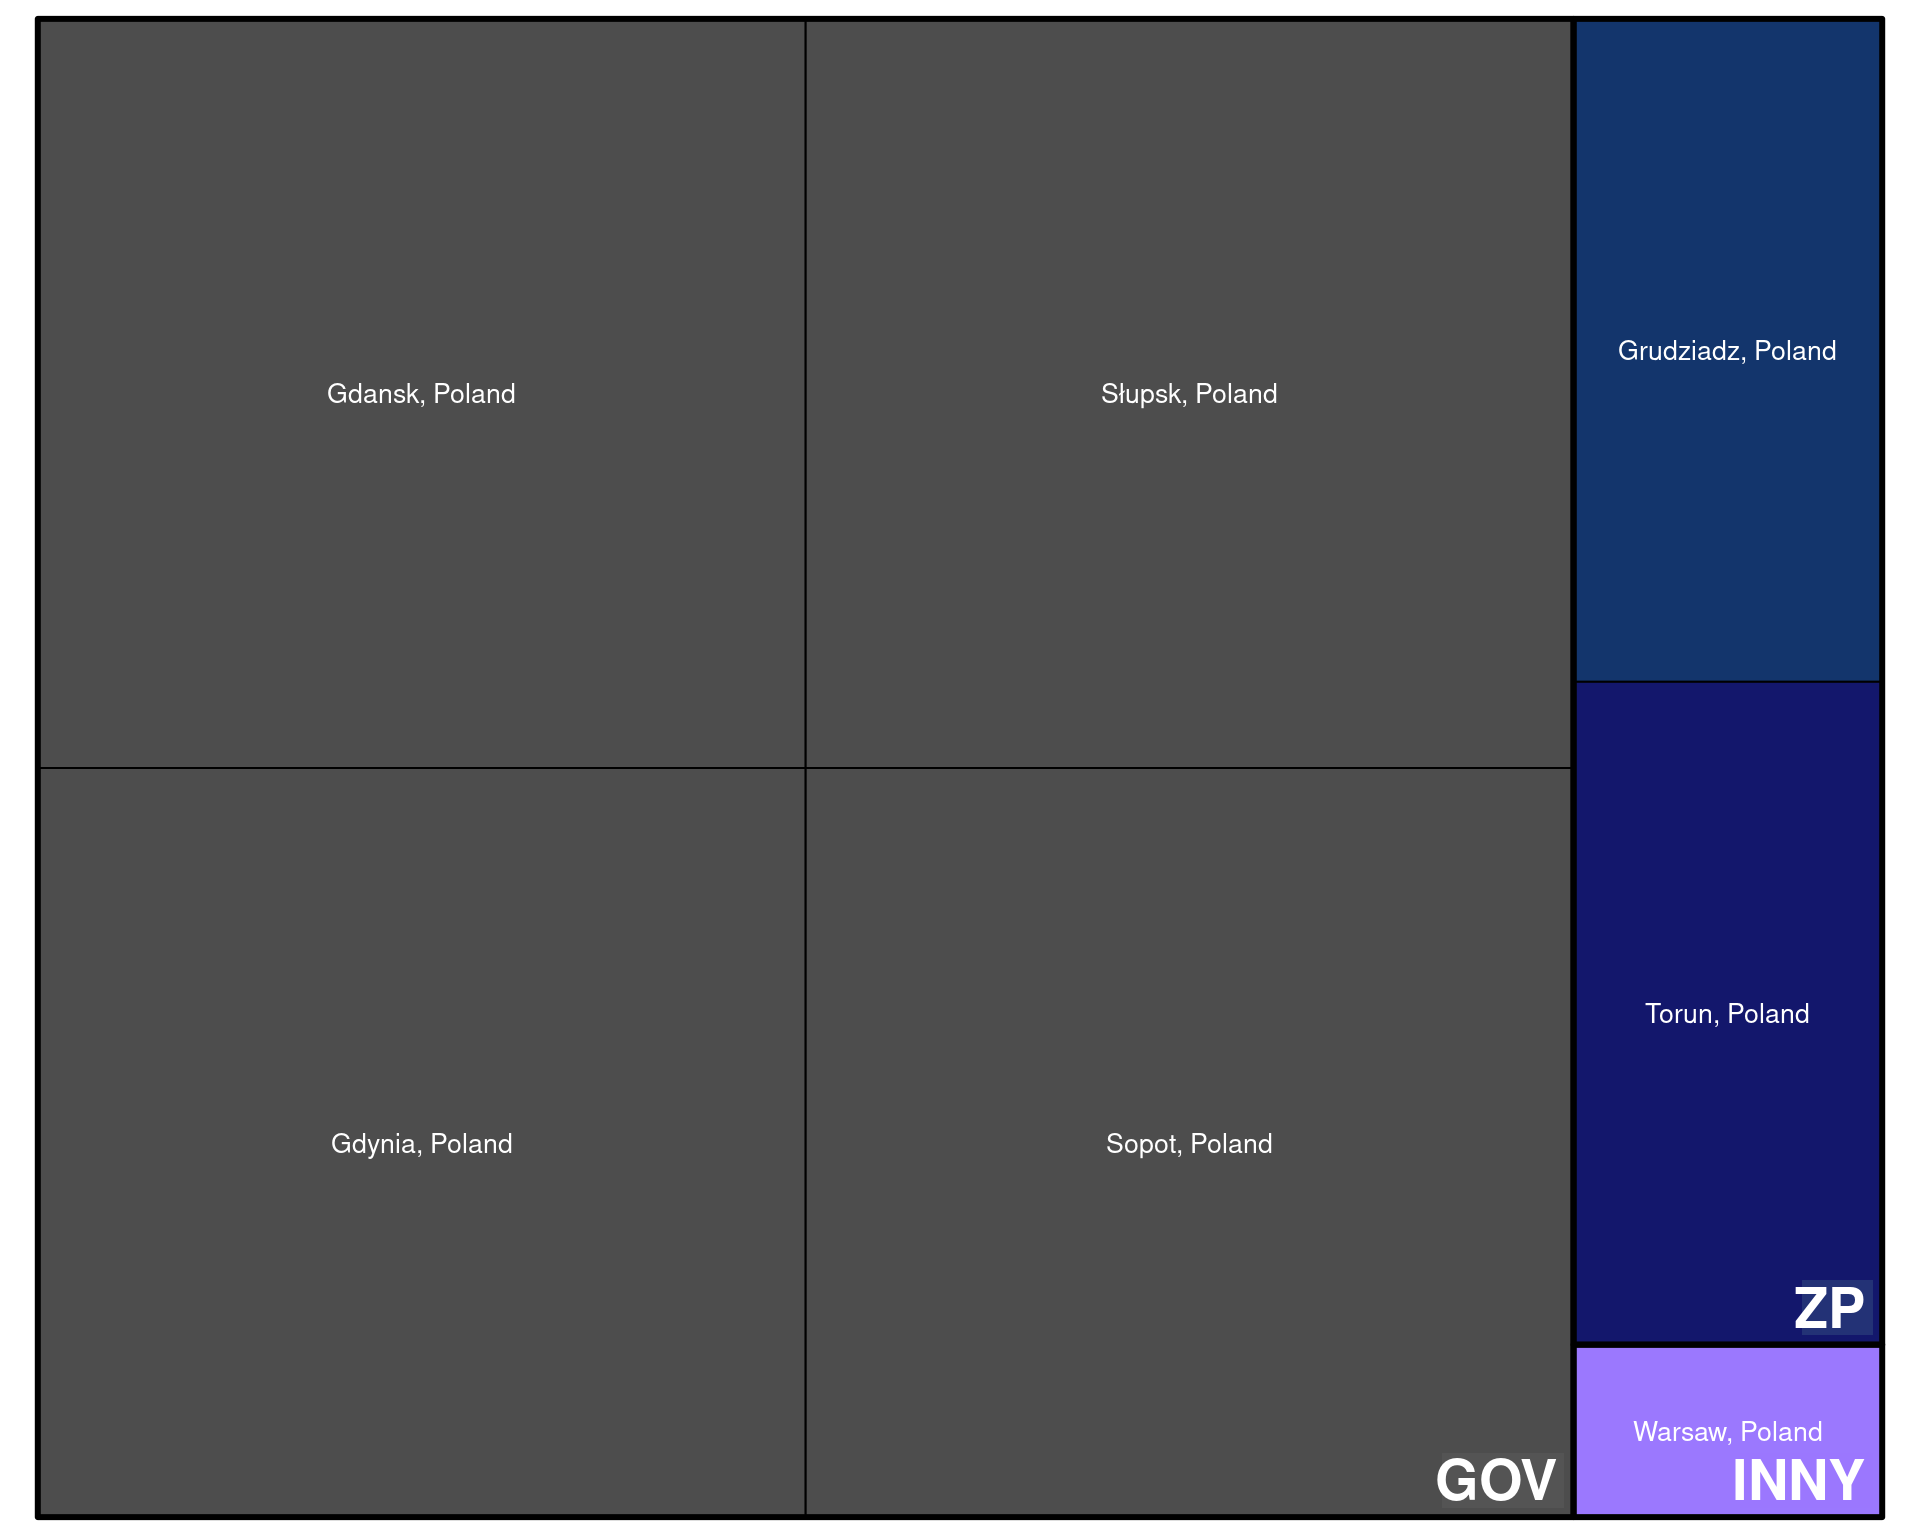 Gdansk, Poland
Słupsk, Poland
Grudziadz, Poland
Torun, Poland
Gdynia, Poland
Sopot, Poland
ZP
Warsaw, Poland
GOV
INNY